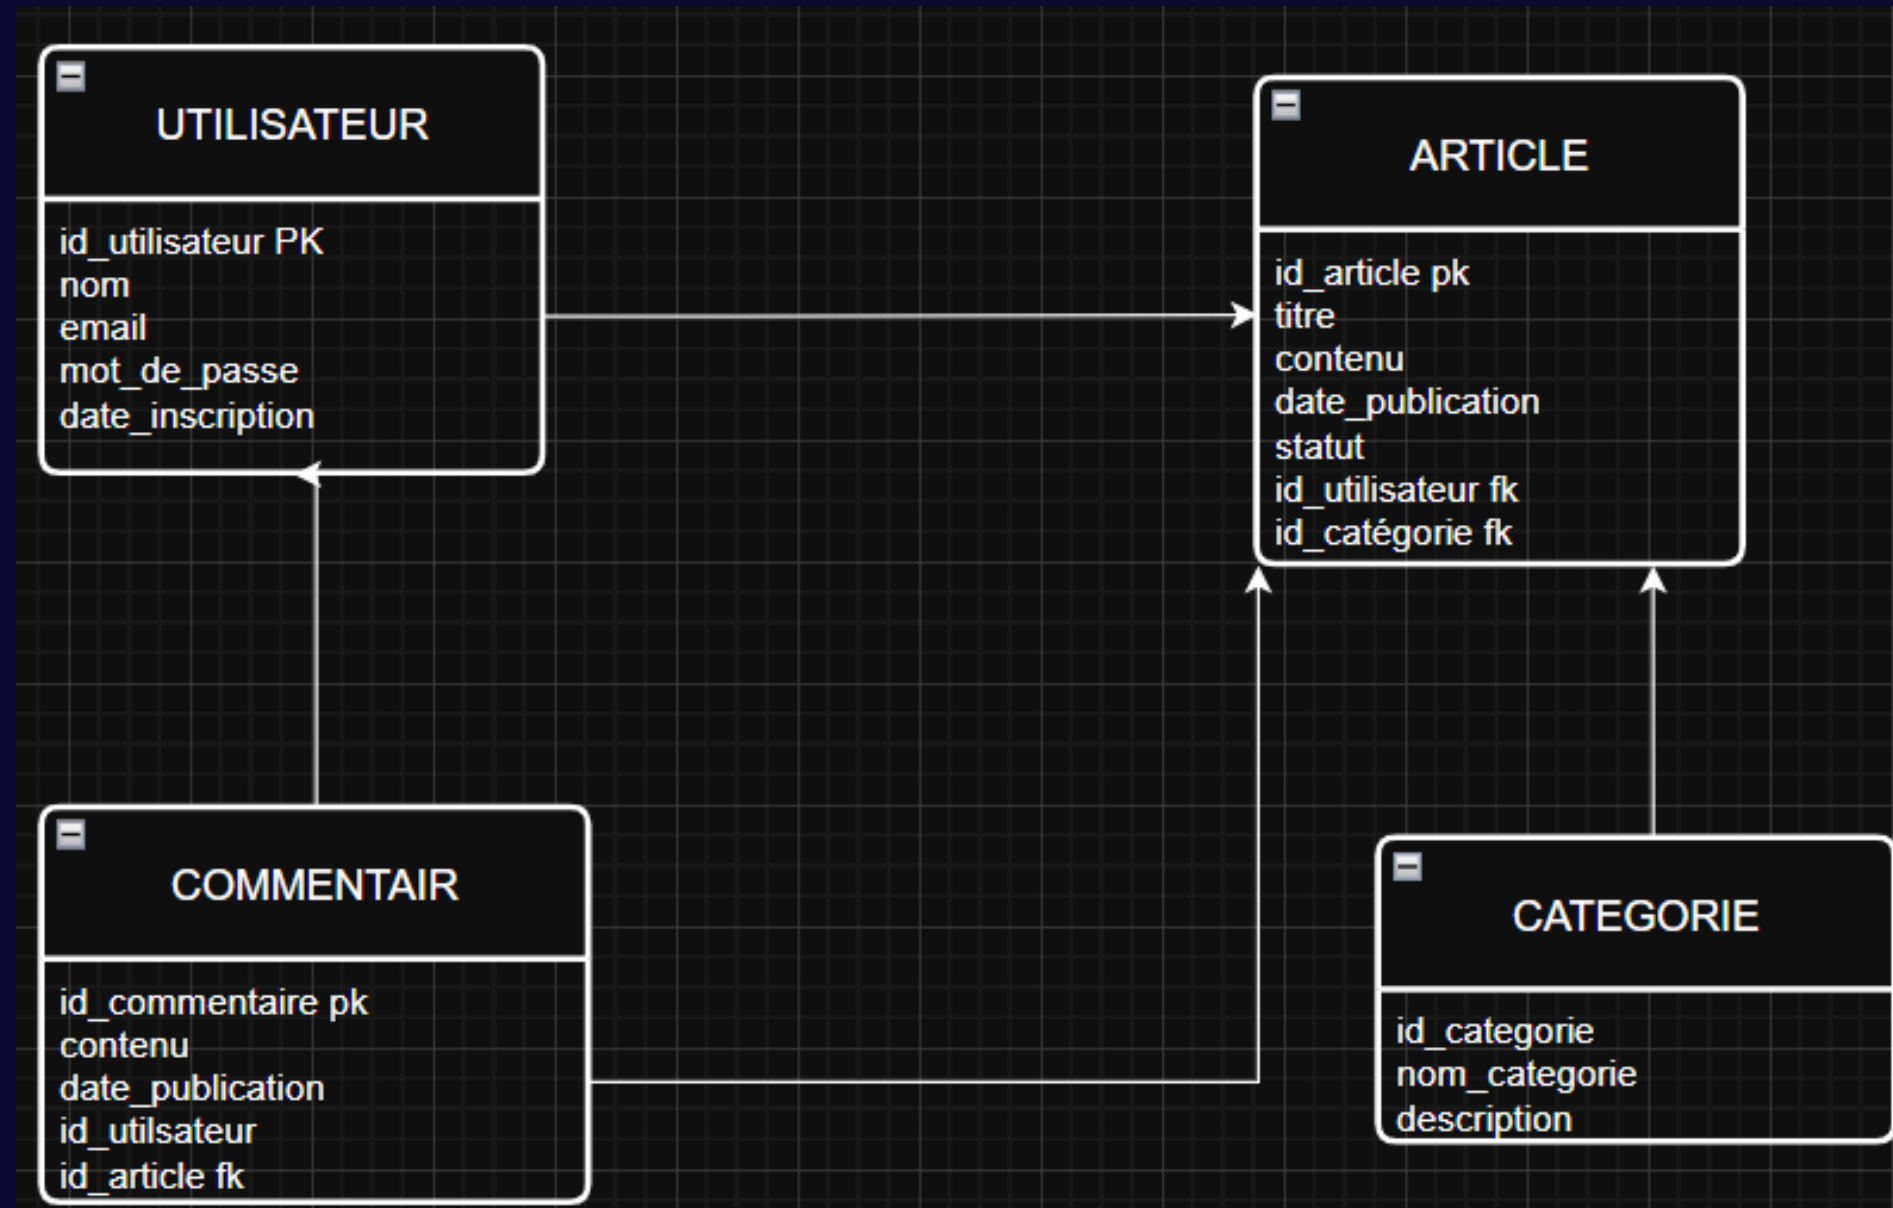 UTILISATEUR
id_utilisateur PK
nom
email
mot_de_passe
date_inscription
ARTICLE
id_article pk
titre
contenu
date_publication
statut
id_utilisateur fk
id_catégorie fk
COMMENTAIR
id_commentaire pk
contenu
date_publication
id_utilsateur
id_article fk
CATEGORIE
id_categorie
nom_categorie
description